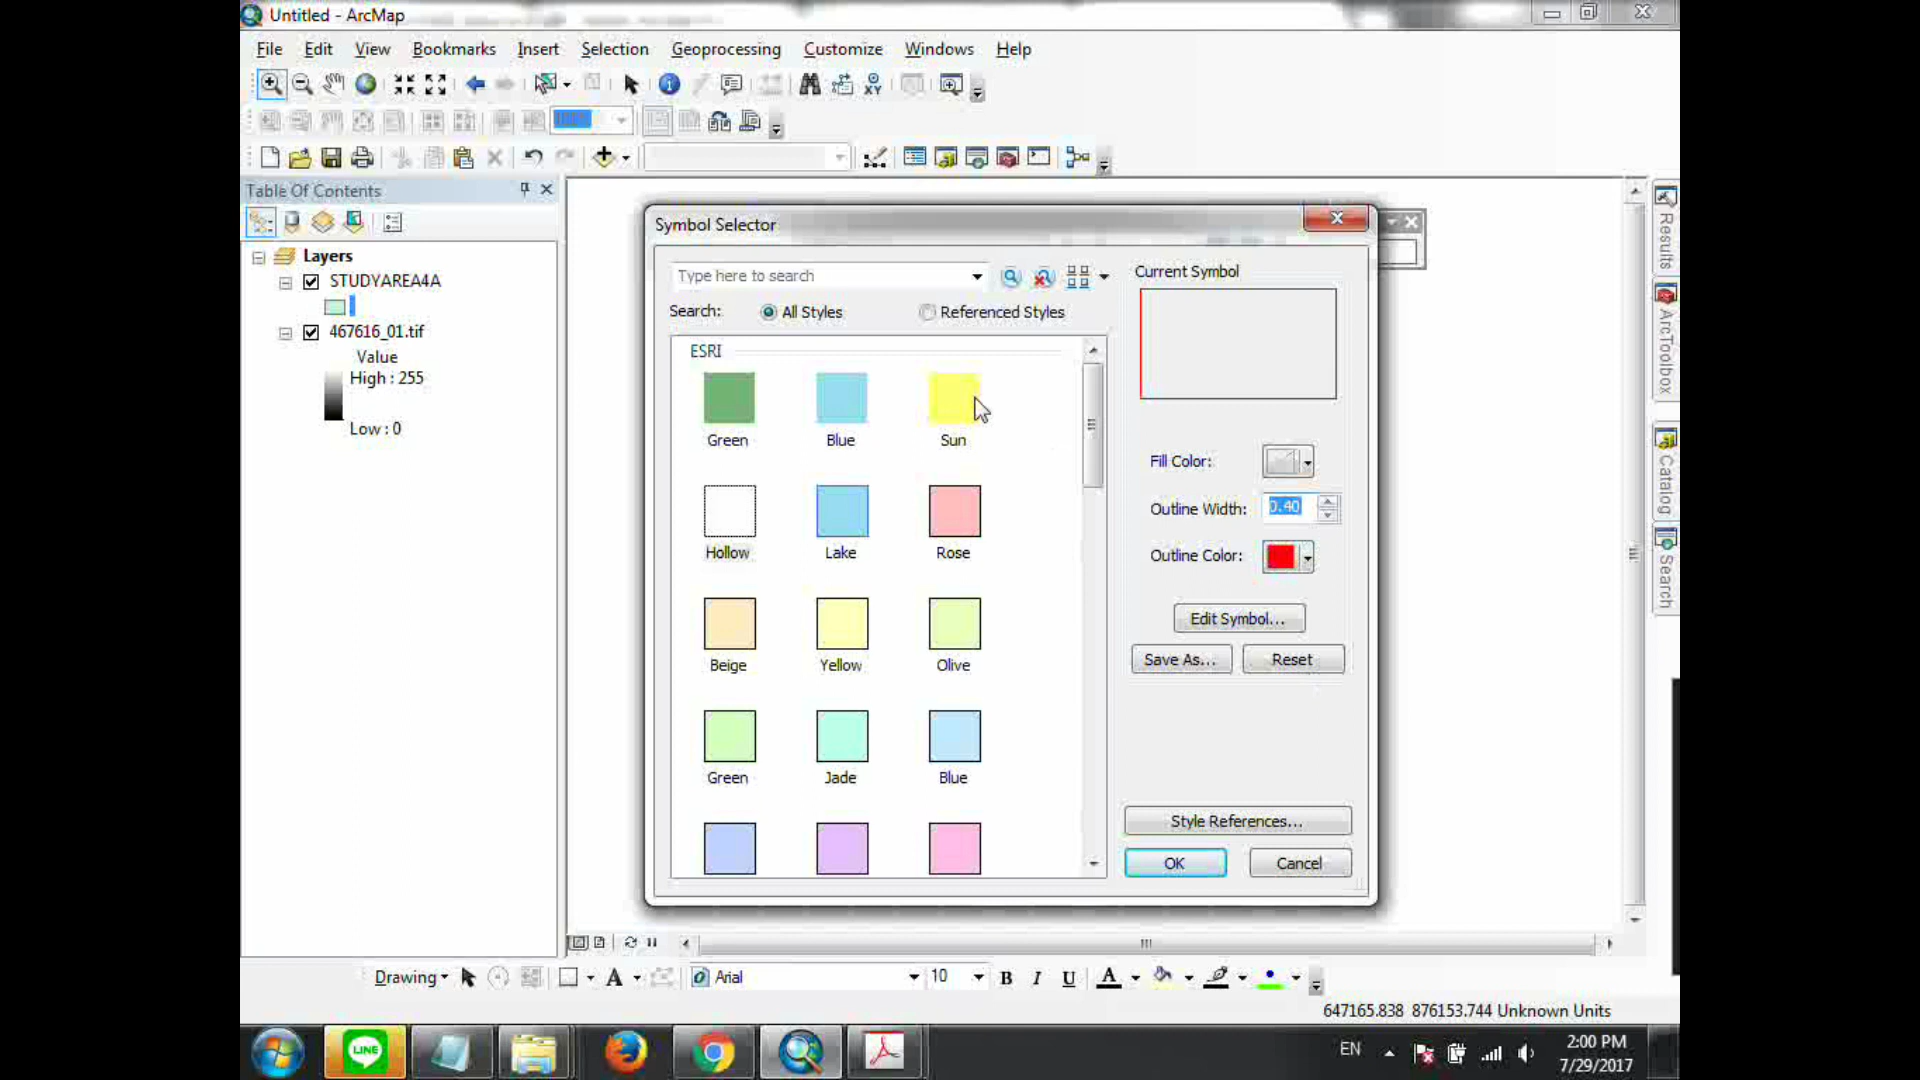 Untitled - ArcMap
File Edit View Bookmarks Insert Selection Geoprocessing Customize Windows Help
Table Of Contents
Layers
STUDYAREA4A
467616_01.tif
Value
High : 255
Low : 0
Symbol Selector
Type here to search
Search: All Styles Referenced Styles
ESRI
Green Blue Sun
Hollow Lake Rose
Beige Yellow Olive
Green Jade Blue
Current Symbol
Fill Color:
Outline Width: 0.40
Outline Color:
Edit Symbol...
Save As... Reset
Style References...
OK Cancel
Results
ArcToolbox
Catalog
Search
Drawing A Arial 10 B I U A
647165.838 876153.744 Unknown Units
LINE
EN 2:00 PM
7/29/2017